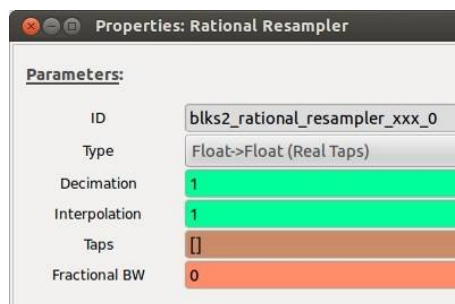 Properties: Rational Resampler
Parameters:
ID blks2_rational_resampler_xxx_0
Type Float->Float (Real Taps)
Decimation 1
Interpolation 1
Taps []
Fractional BW 0